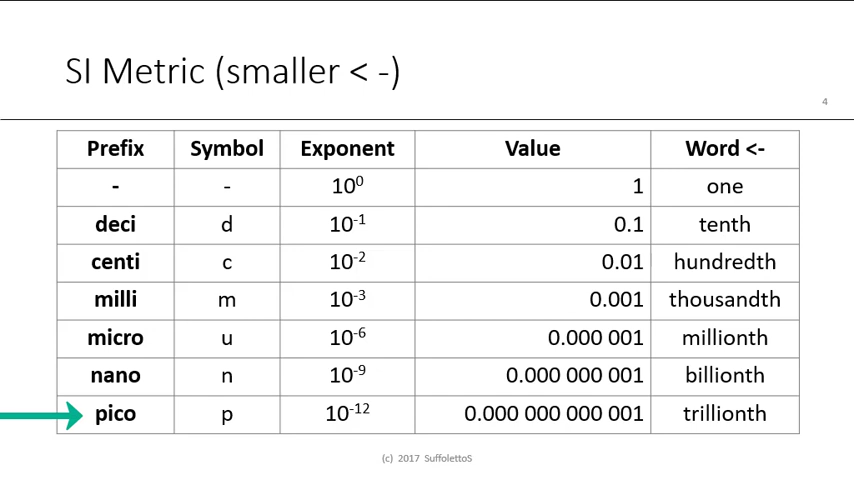 SI Metric (smaller < -)
4
Prefix Symbol Exponent Value Word <-
- - 10⁰ 1 one
deci d 10⁻¹ 0.1 tenth
centi c 10⁻² 0.01 hundredth
milli m 10⁻³ 0.001 thousandth
micro u 10⁻⁶ 0.000 001 millionth
nano n 10⁻⁹ 0.000 000 001 billionth
pico p 10⁻¹² 0.000 000 000 001 trillionth
(c) 2017 SuffolettoS